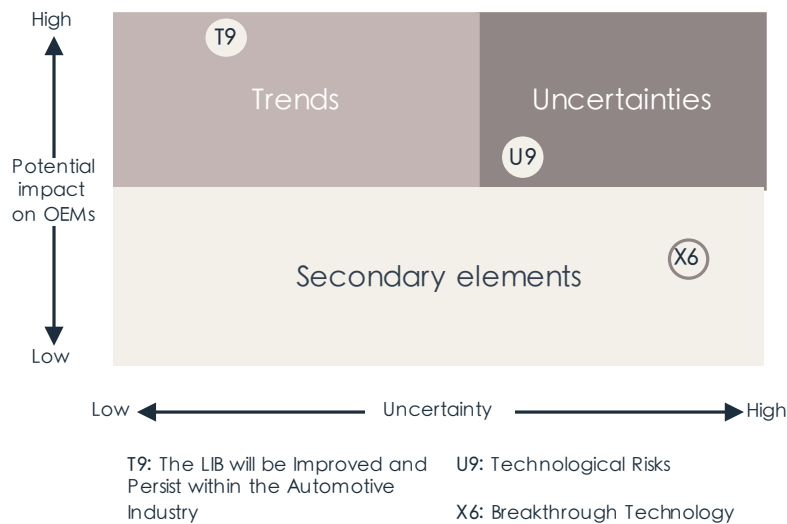 High
T9
Trends
Uncertainties
U9
Potential
impact
on OEMs
X6
Secondary elements
Low
Low
Uncertainty
High
T9: The LIB will be Improved and
Persist within the Automotive
Industry
U9: Technological Risks
X6: Breakthrough Technology